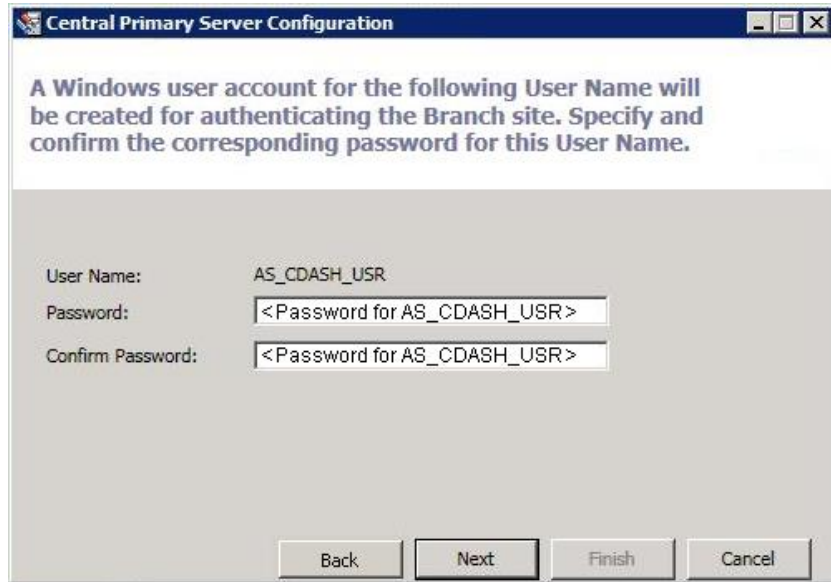 Central Primary Server Configuration
A Windows user account for the following User Name will
be created for authenticating the Branch site. Specify and
confirm the corresponding password for this User Name.
User Name: AS_CDASH_USR
Password: <Password for AS_CDASH_USR>
Confirm Password: <Password for AS_CDASH_USR>
Back Next Finish Cancel